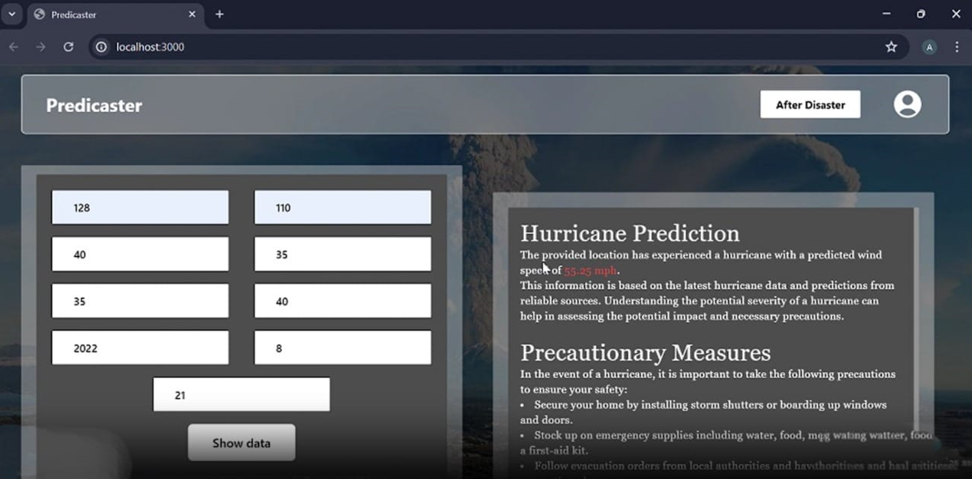 Predicaster
localhost:3000
A
Predicaster
After Disaster
128
110
40
35
35
40
2022
8
21
Show data
Hurricane Prediction
The provided location has experienced a hurricane with a predicted wind
speed of 55.25 mph.
This information is based on the latest hurricane data and predictions from
reliable sources. Understanding the potential severity of a hurricane can
help in assessing the potential impact and necessary precautions.
Precautionary Measures
In the event of a hurricane, it is important to take the following precautions
to ensure your safety:
• Secure your home by installing storm shutters or boarding up windows
and doors.
• Stock up on emergency supplies including water, food,
a first-aid kit.
• Follow evacuation orders from local authorities and